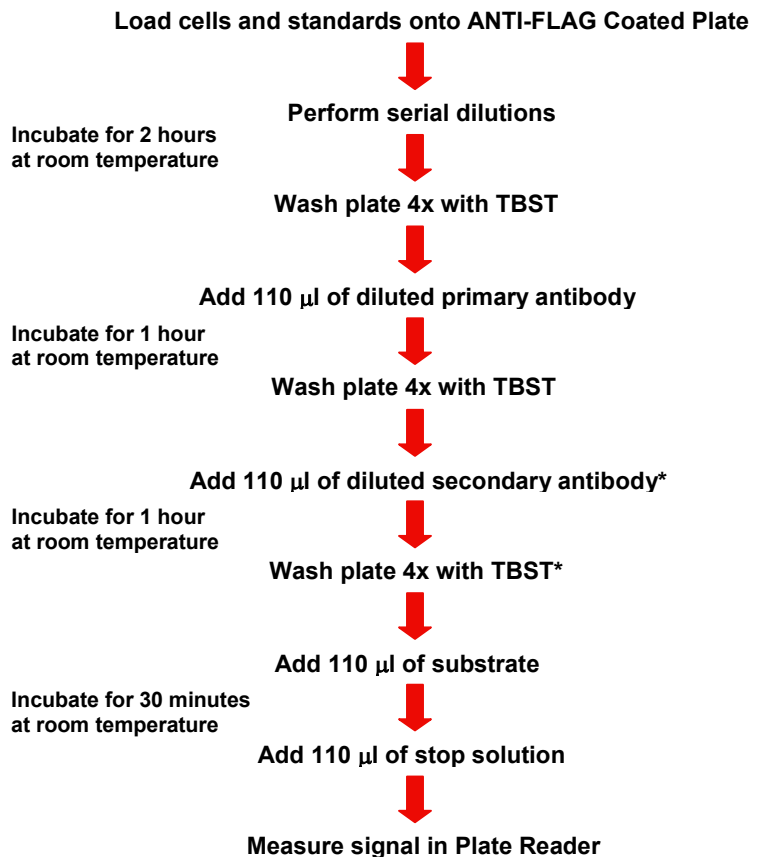 Load cells and standards onto ANTI-FLAG Coated Plate
Perform serial dilutions
Incubate for 2 hours
at room temperature
Wash plate 4x with TBST
Add 110 μl of diluted primary antibody
Incubate for 1 hour
at room temperature
Wash plate 4x with TBST
Add 110 μl of diluted secondary antibody*
Incubate for 1 hour
at room temperature
Wash plate 4x with TBST*
Add 110 μl of substrate
Incubate for 30 minutes
at room temperature
Add 110 μl of stop solution
Measure signal in Plate Reader